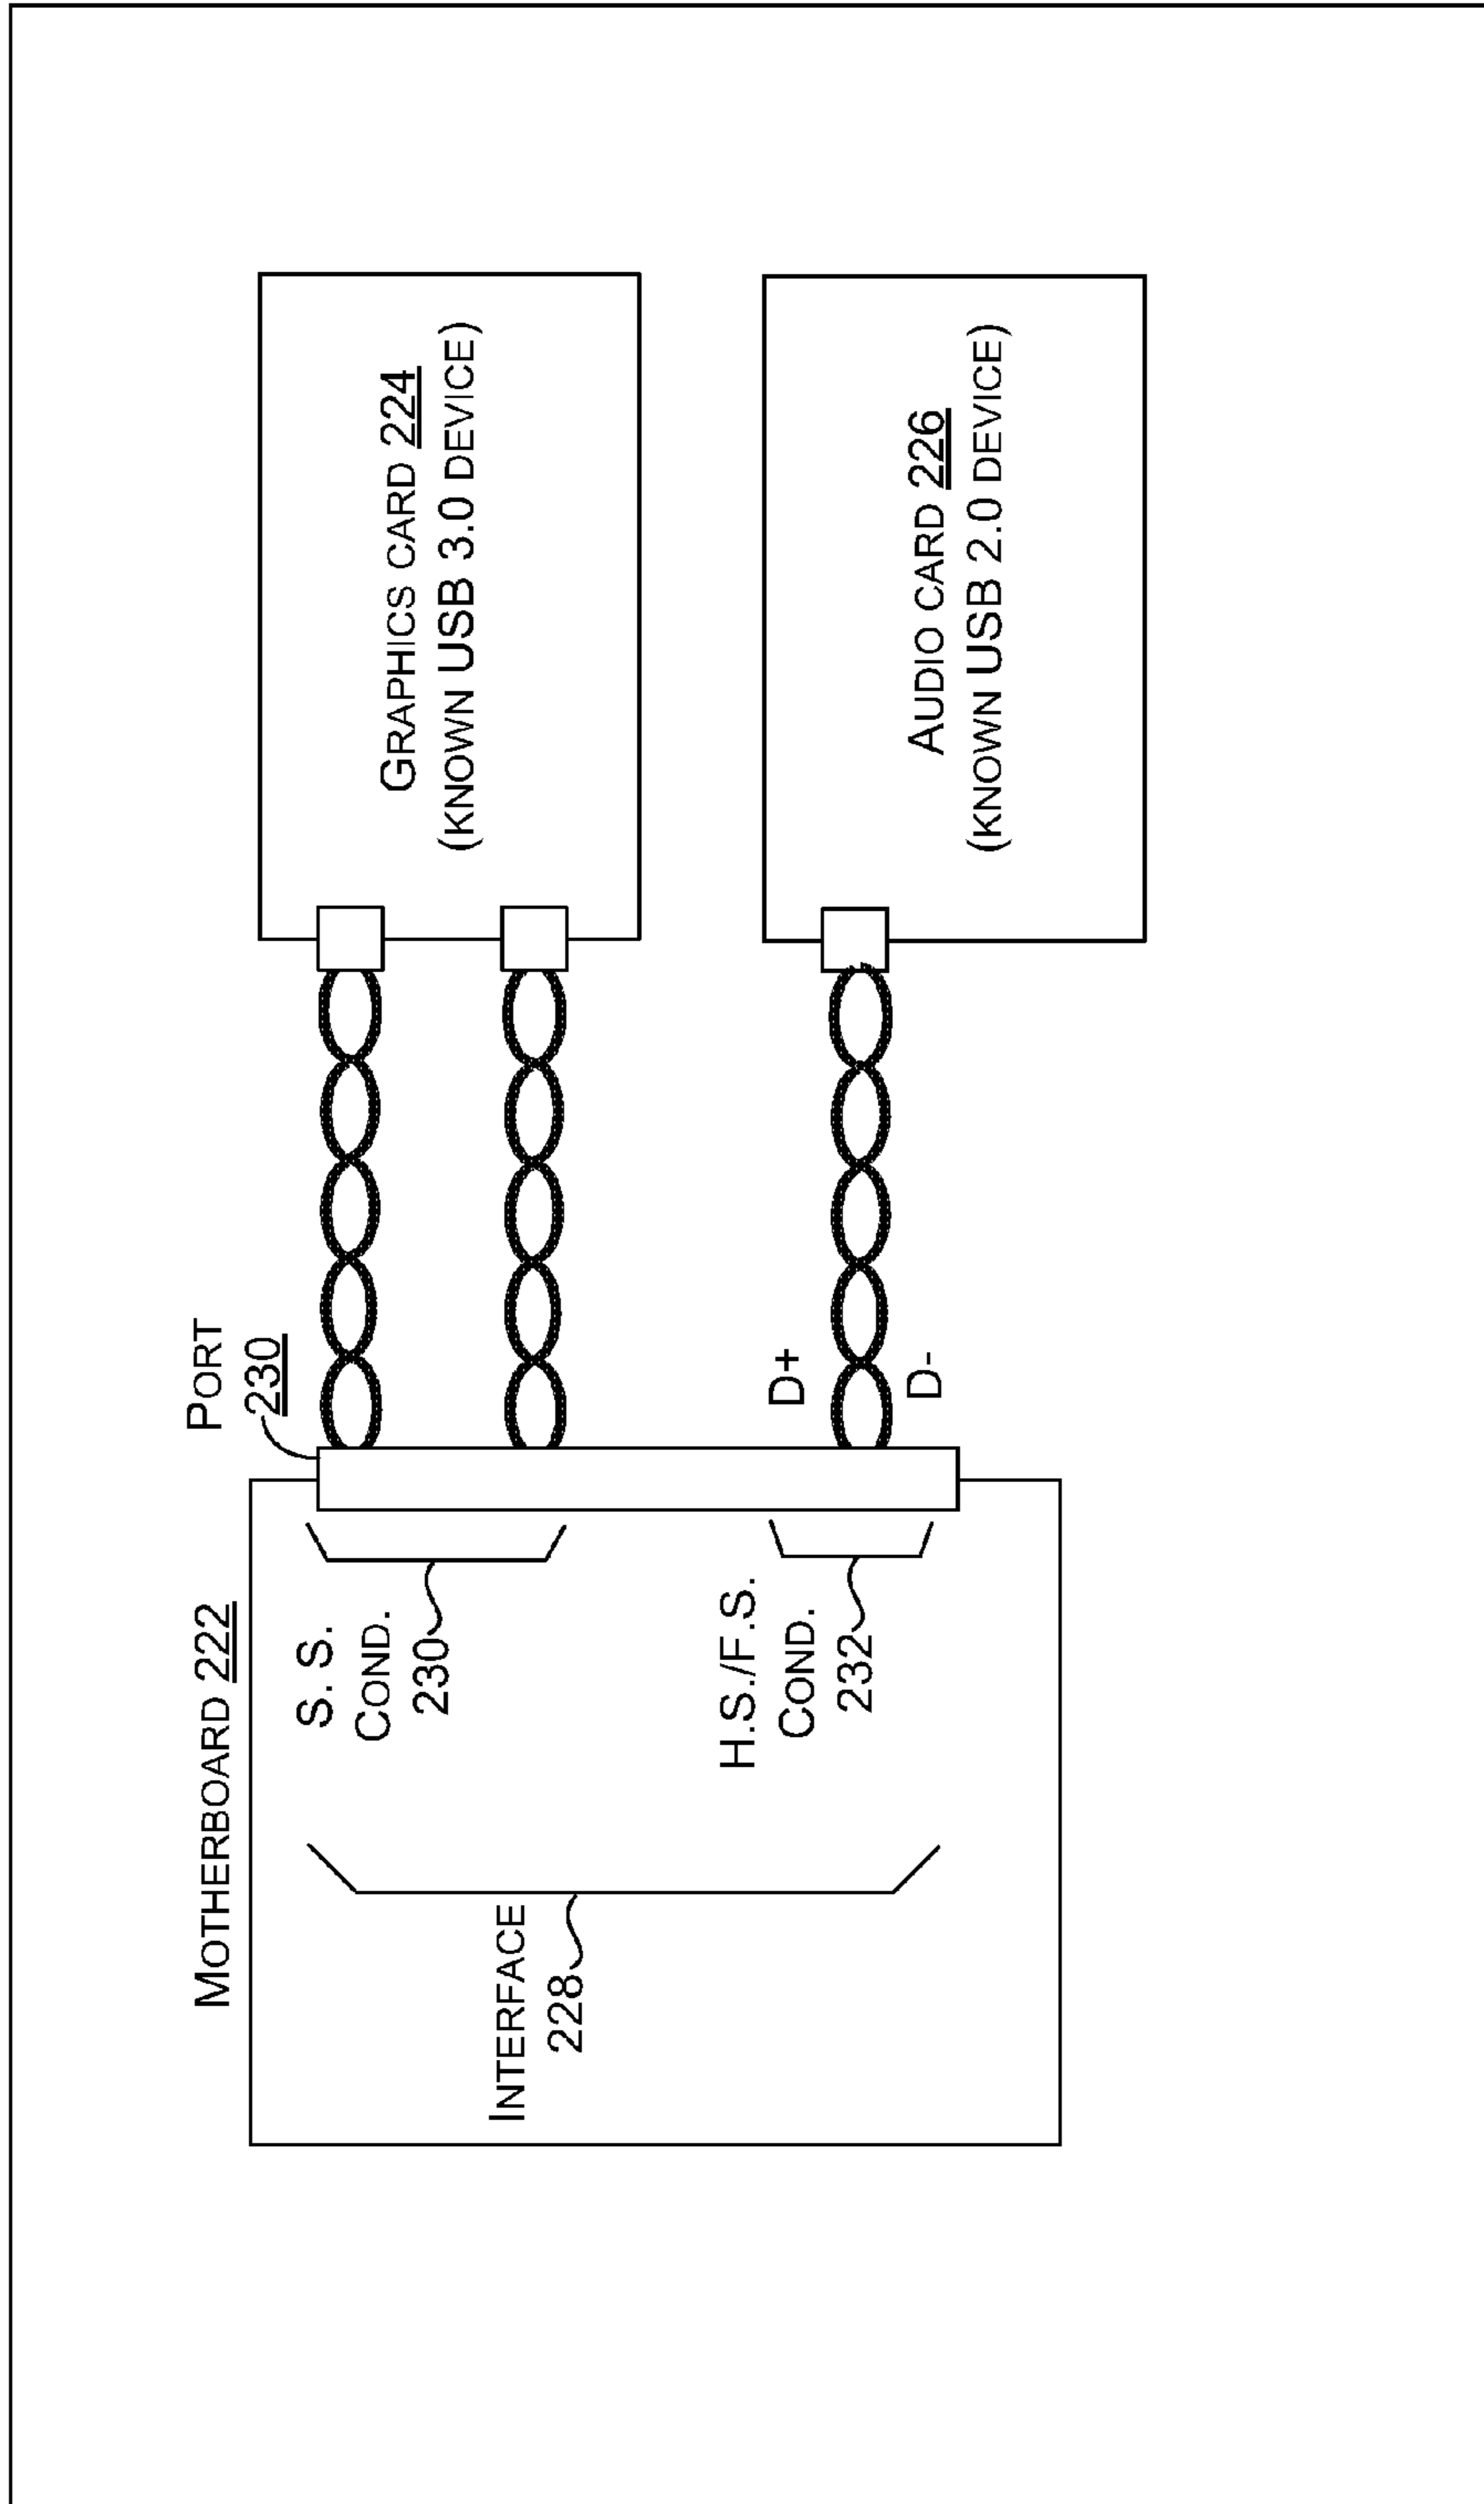 MOTHERBOARD 222
PORT
230
S. S.
COND.
230
H.S./F.S.
COND.
232
INTERFACE
228
D+
D-
GRAPHICS CARD 224
(KNOWN USB 3.0 DEVICE)
AUDIO CARD 226
(KNOWN USB 2.0 DEVICE)